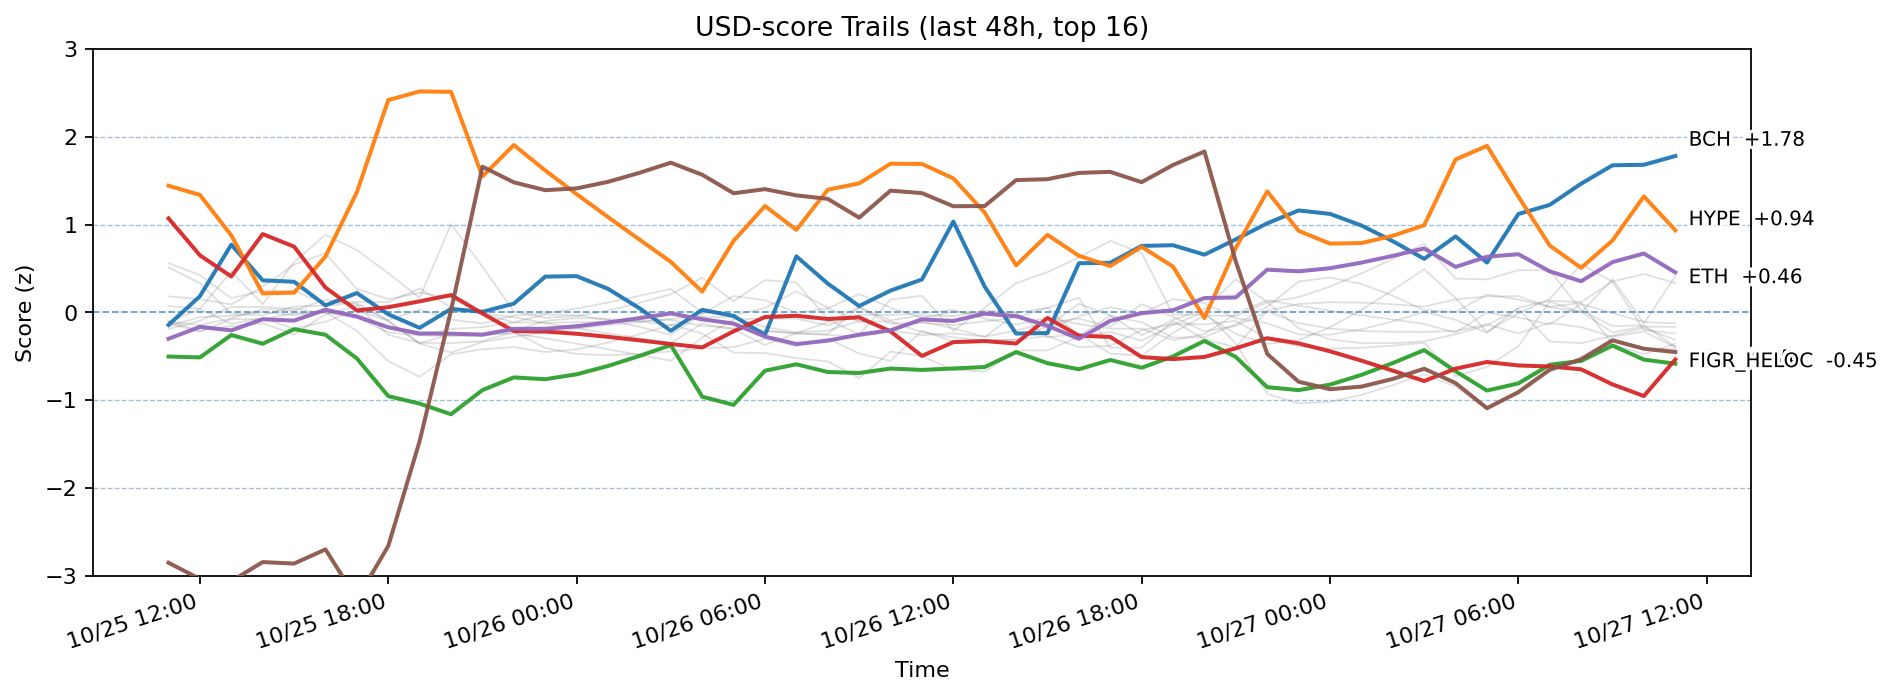 USD-score Trails (last 48h, top 16)
3
2
1
0
−1
−2
−3
Score (z)
BCH +1.78
HYPE +0.94
ETH +0.46
FIGR_HELOC -0.45
10/25 12:00
10/25 18:00
10/26 00:00
10/26 06:00
10/26 12:00
10/26 18:00
10/27 00:00
10/27 06:00
10/27 12:00
Time